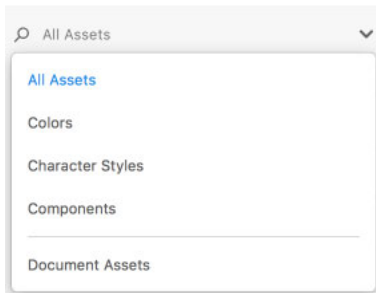 All Assets
All Assets
Colors
Character Styles
Components
Document Assets